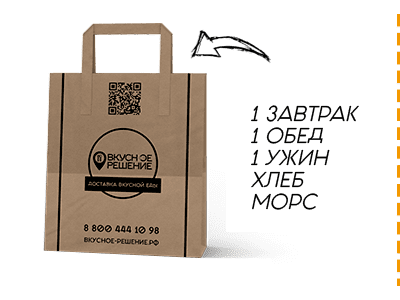 ВКУСНОЕ
РЕШЕНИЕ
ДОСТАВКА ВКУСНОЙ ЕДЫ
8 800 444 10 98
ВКУСНОЕ-РЕШЕНИЕ.РФ
1 ЗАВТРАК
1 ОБЕД
1 УЖИН
ХЛЕБ
МОРС